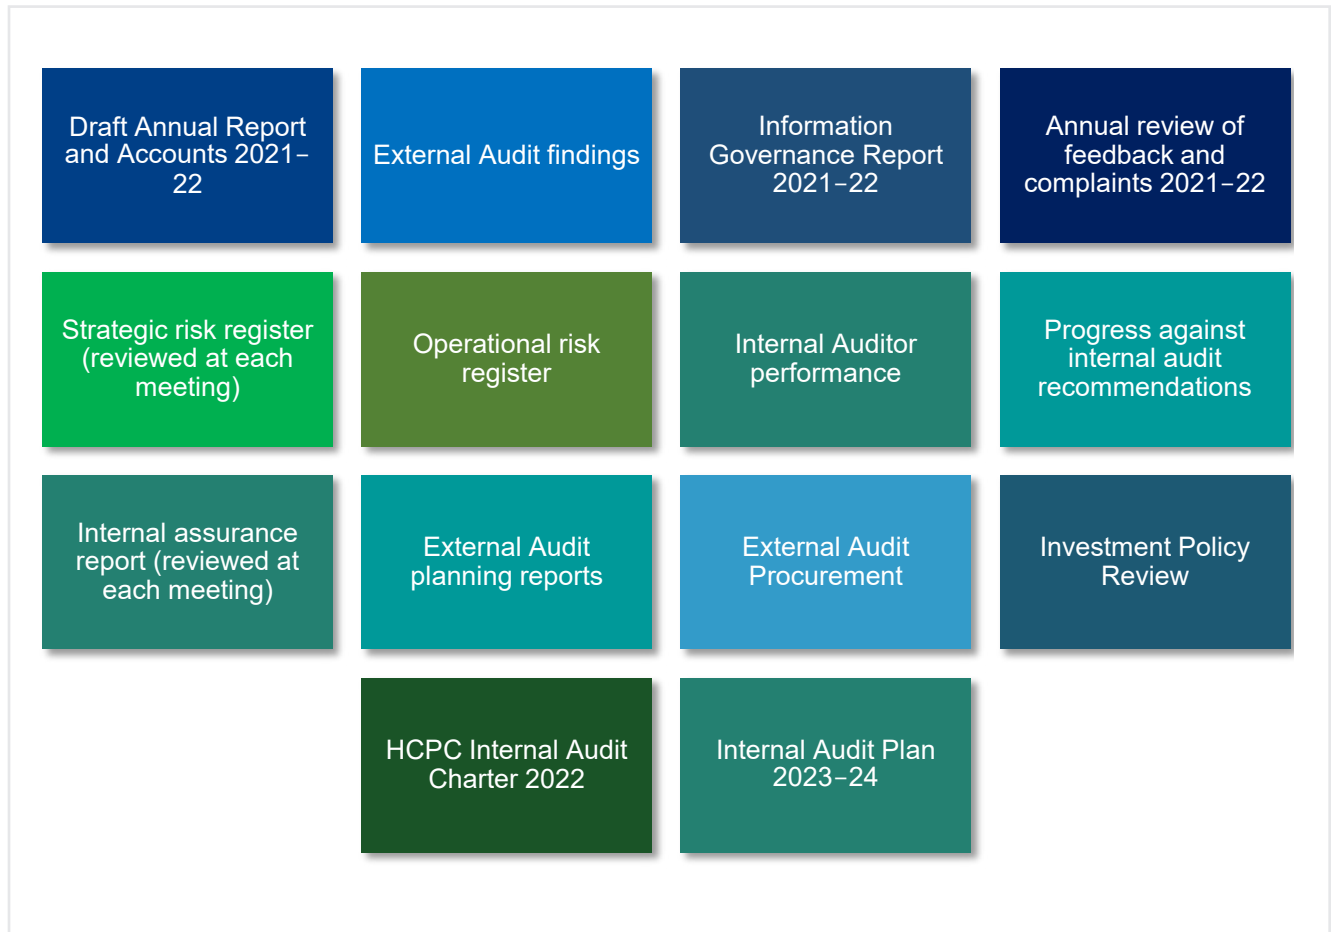 Draft Annual Report
and Accounts 2021–
22
External Audit findings
Information
Governance Report
2021–22
Annual review of
feedback and
complaints 2021–22
Strategic risk register
(reviewed at each
meeting)
Operational risk
register
Internal Auditor
performance
Progress against
internal audit
recommendations
Internal assurance
report (reviewed at
each meeting)
External Audit
planning reports
External Audit
Procurement
Investment Policy
Review
HCPC Internal Audit
Charter 2022
Internal Audit Plan
2023–24